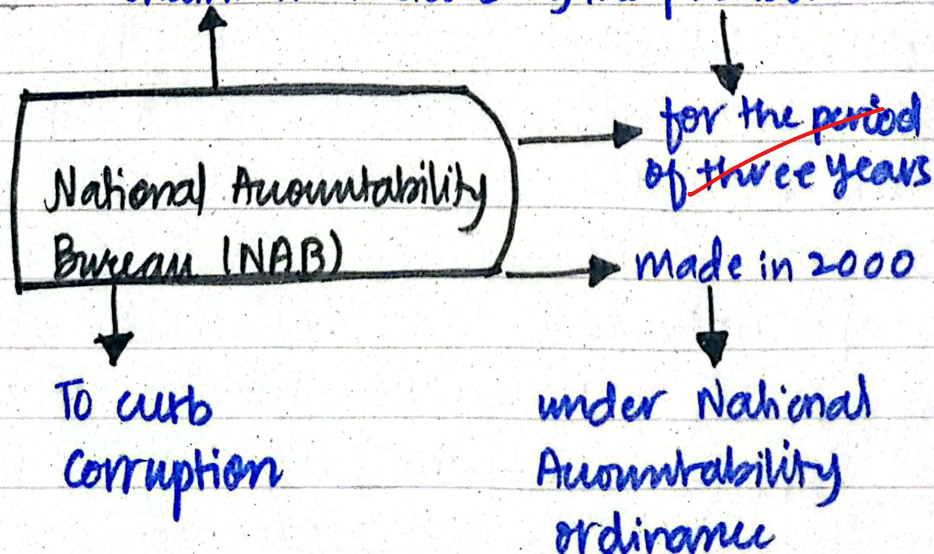 for the period
of three years
National Accountability
Bureau (NAB)
made in 2000
To curb
corruption
under National
Accountability
ordinance